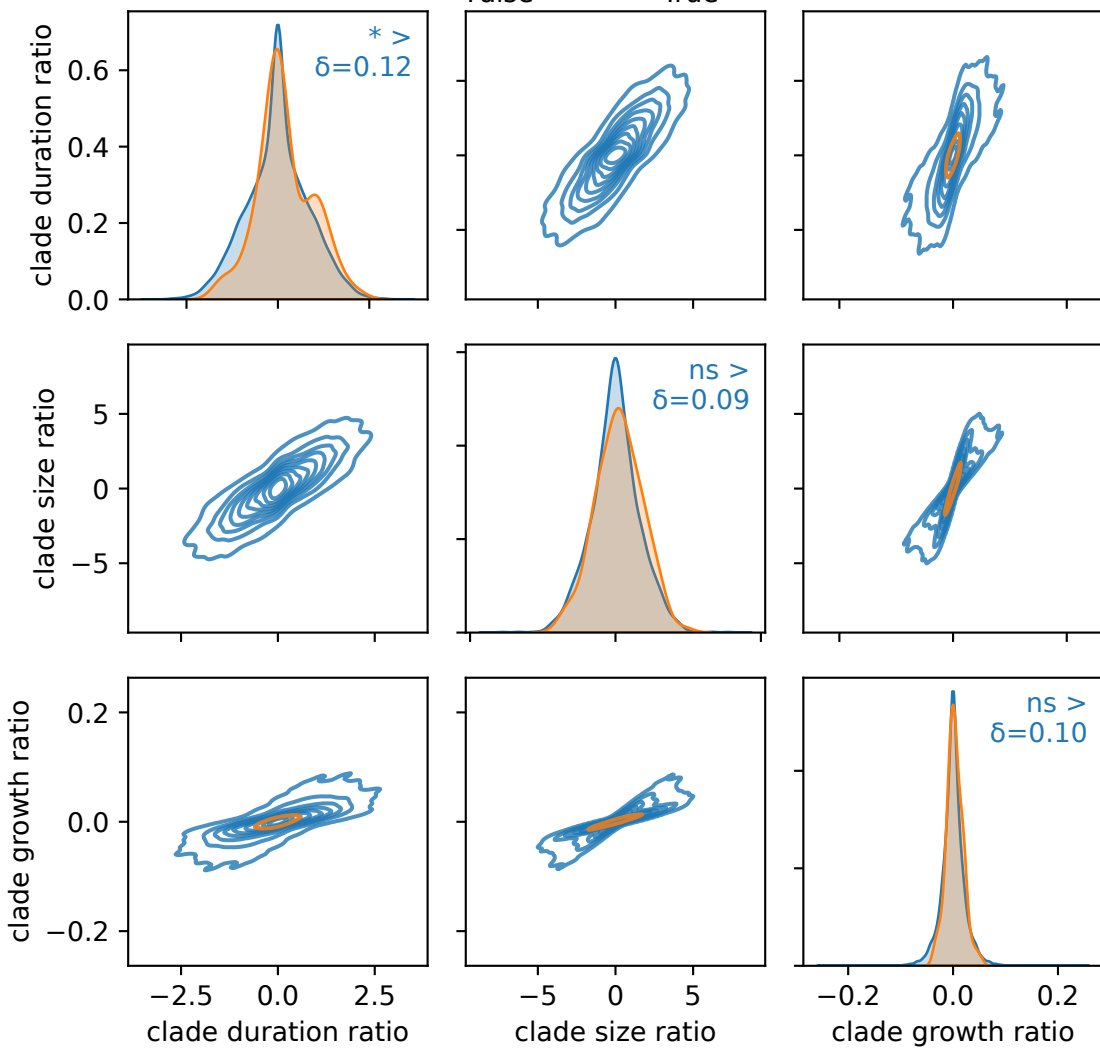 clade duration ratio
0.6
0.4
0.2
0.0
* >
δ=0.12
clade size ratio
5
0
−5
ns >
δ=0.09
clade growth ratio
0.2
0.0
−0.2
ns >
δ=0.10
−2.5 0.0 2.5
−5 0 5
−0.2 0.0 0.2
clade duration ratio
clade size ratio
clade growth ratio